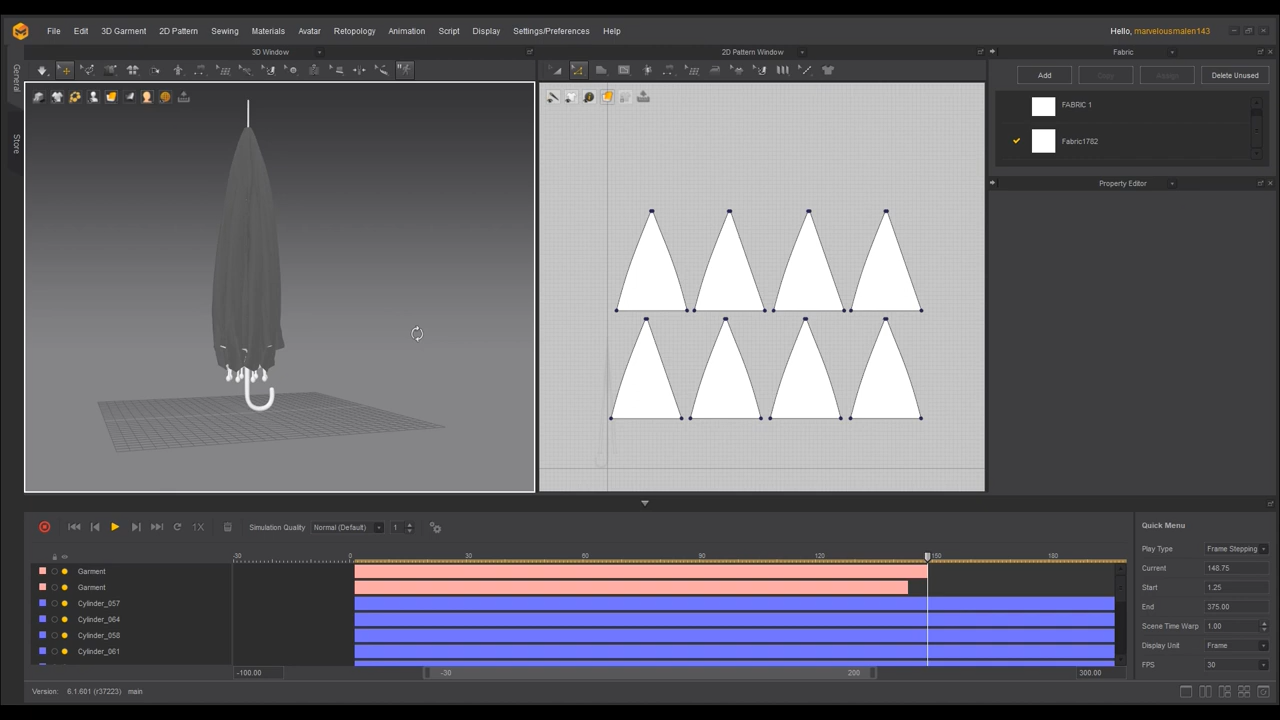 File Edit 3D Garment 2D Pattern Sewing Materials Avatar Retopology Animation Script Display Settings/Preferences Help Hello, marvelousmalen143
3D Window 2D Pattern Window Fabric
General
Store
Add Copy Assign Delete Unused
FABRIC 1
Fabric1782
Property Editor
1X Simulation Quality Normal (Default) 1
Quick Menu
-30 0 30 60 90 120 150 180
Play Type Frame Stepping
Garment
Current 148.75
Garment
Start 1.25
Cylinder_057
End 375.00
Cylinder_064
Scene Time Warp 1.00
Cylinder_058
Display Unit Frame
Cylinder_061
FPS 30
-100.00 -30 200 300.00
Version: 6.1.601 (r37223) main